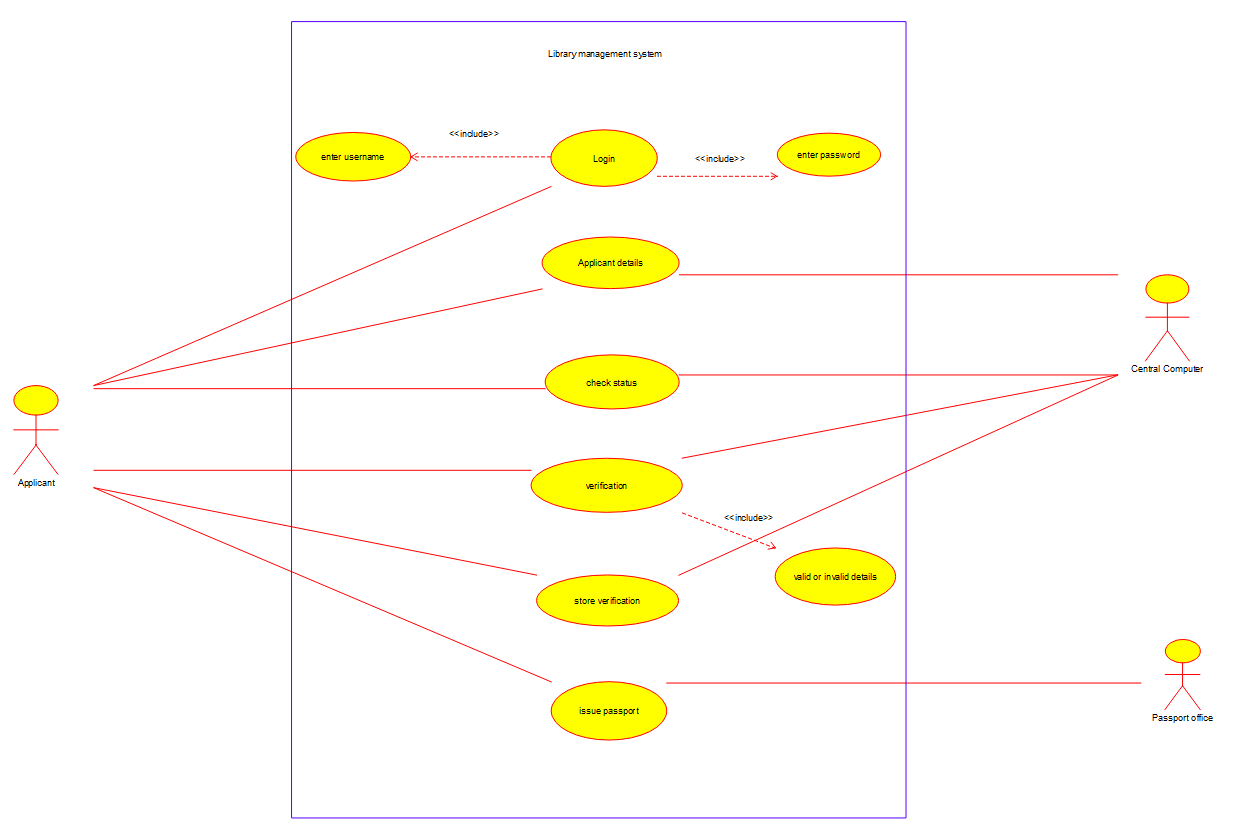 Library management system
<<include>>
enter username
Login
<<include>>
enter password
Applicant details
Central Computer
check status
Applicant
verification
<<include>>
valid or invalid details
store verification
issue passport
Passport office